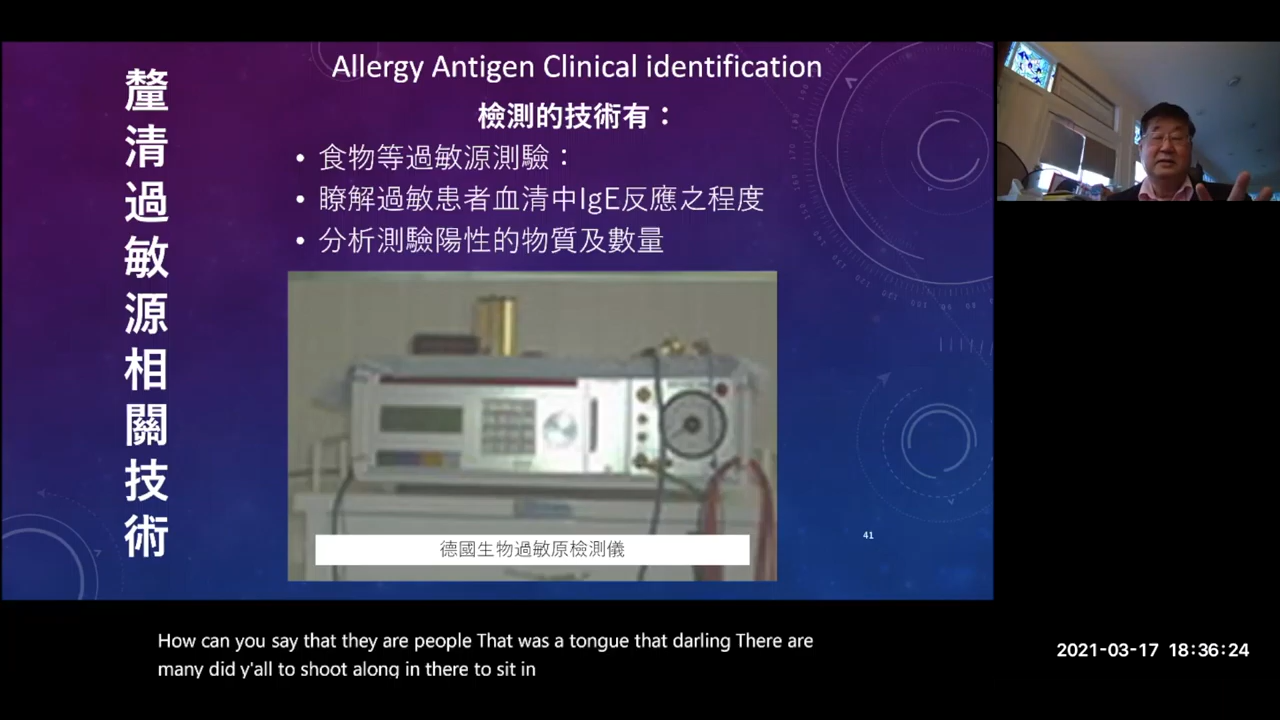 釐清過敏源相關技術
Allergy Antigen Clinical identification
檢測的技術有：
• 食物等過敏源測驗：
• 瞭解過敏患者血清中IgE反應之程度
• 分析測驗陽性的物質及數量
德國生物過敏原檢測儀
41
How can you say that they are people That was a tongue that darling There are
many did y'all to shoot along in there to sit in
2021-03-17 18:36:24